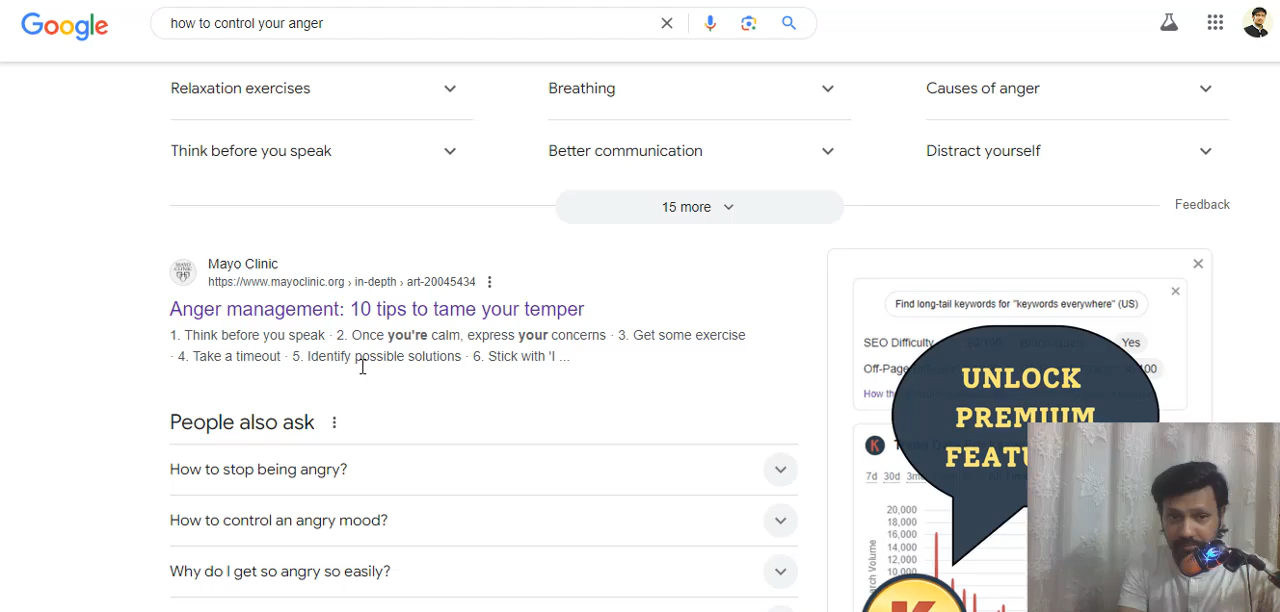 Google
how to control your anger
Relaxation exercises
Breathing
Causes of anger
Think before you speak
Better communication
Distract yourself
15 more
Feedback
Mayo Clinic
https://www.mayoclinic.org › in-depth › art-20045434
Anger management: 10 tips to tame your temper
1. Think before you speak · 2. Once you're calm, express your concerns · 3. Get some exercise
· 4. Take a timeout · 5. Identify possible solutions · 6. Stick with 'I ...
People also ask
How to stop being angry?
How to control an angry mood?
Why do I get so angry so easily?
Find long-tail keywords for "keywords everywhere" (US)
SEO Difficulty
Yes
Off-Page
100
How
UNLOCK
PREMIUM
K
7d 30d
20,000
18,000
16,000
14,000
12,000
10,000
Volume
K